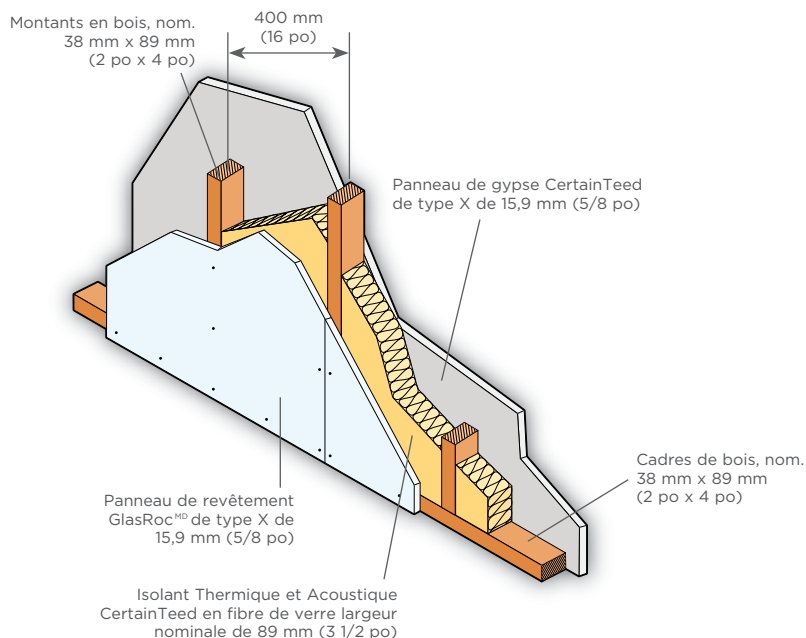 Montants en bois, nom.
38 mm x 89 mm
(2 po x 4 po)
400 mm
(16 po)
Panneau de gypse CertainTeed
de type X de 15,9 mm (5/8 po)
Cadres de bois, nom.
38 mm x 89 mm
(2 po x 4 po)
Panneau de revêtement
GlasRocᴹᴰ de type X de
15,9 mm (5/8 po)
Isolant Thermique et Acoustique
CertainTeed en fibre de verre largeur
nominale de 89 mm (3 1/2 po)